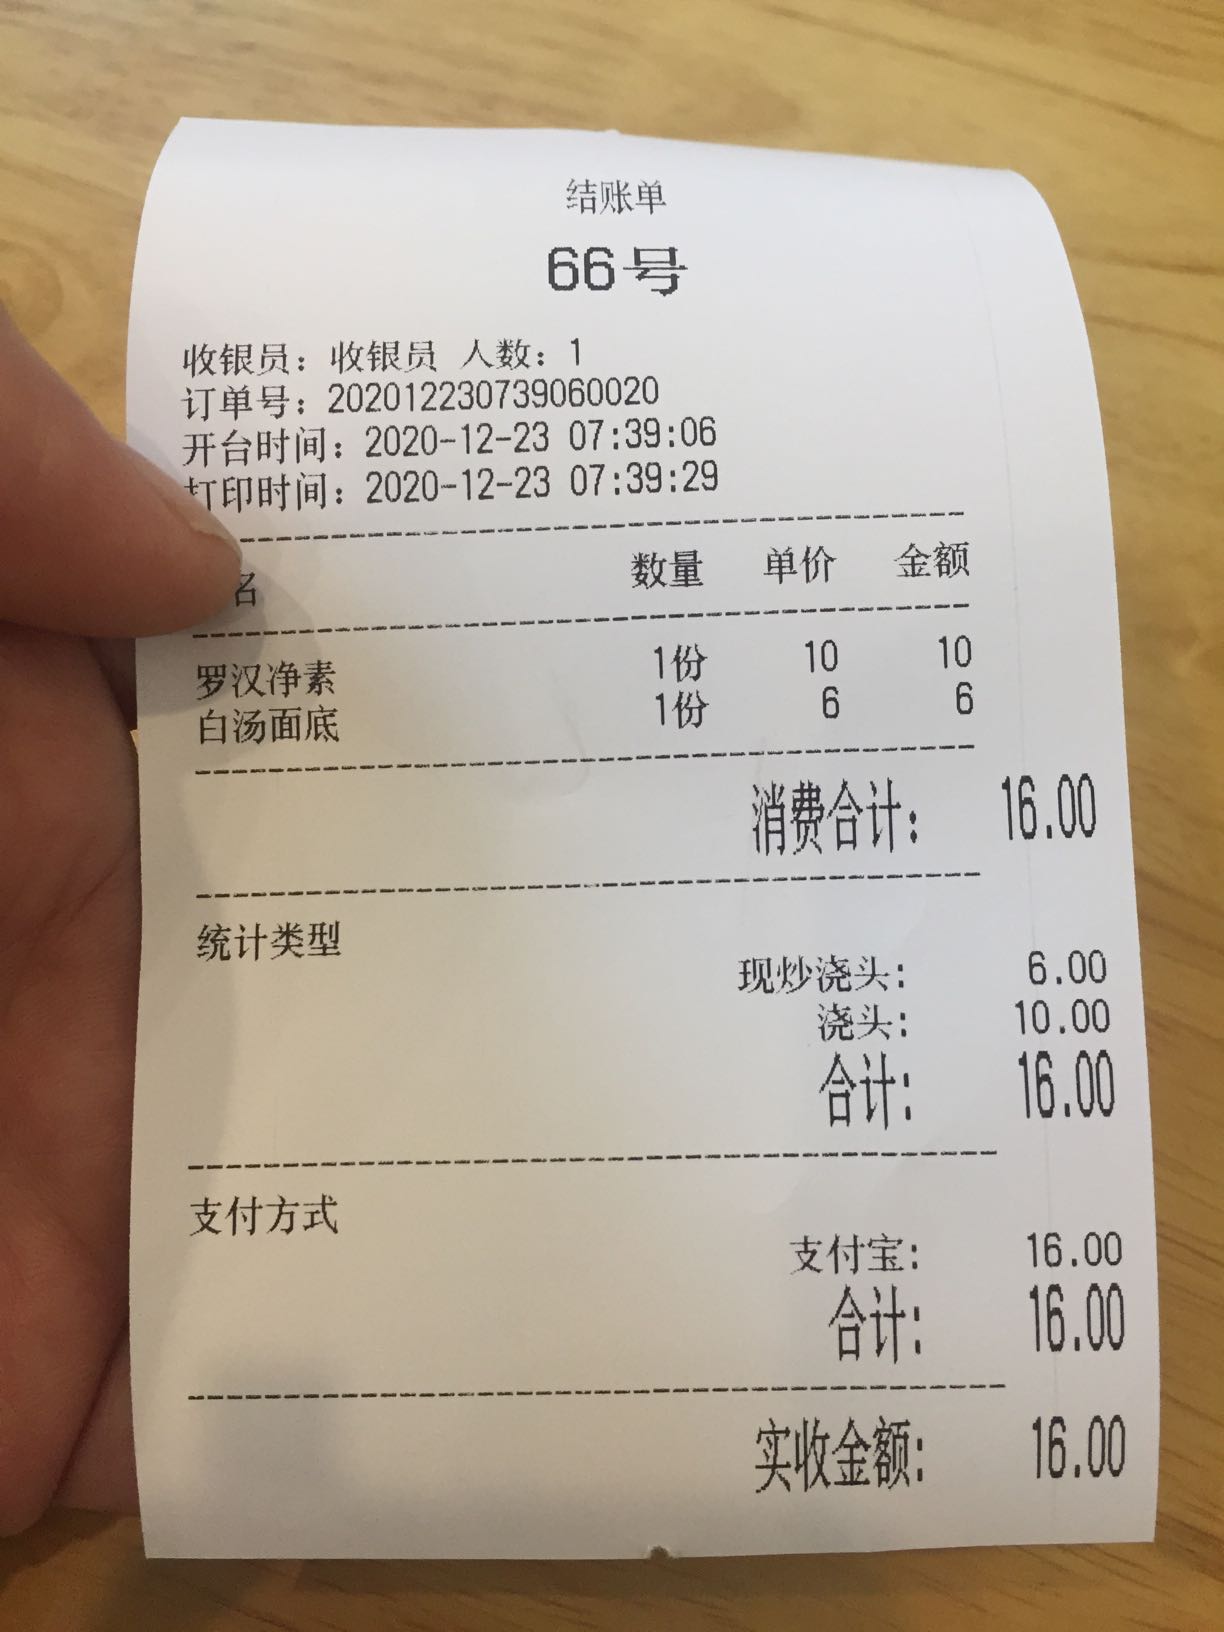 结账单
66号
收银员：收银员 人数：1
订单号：202012230739060020
开台时间：2020-12-23 07:39:06
打印时间：2020-12-23 07:39:29
名 数量 单价 金额
罗汉净素 1份 10 10
白汤面底 1份 6 6
消费合计： 16.00
统计类型
现炒浇头: 6.00
浇头: 10.00
合计: 16.00
支付方式
支付宝: 16.00
合计: 16.00
实收金额: 16.00